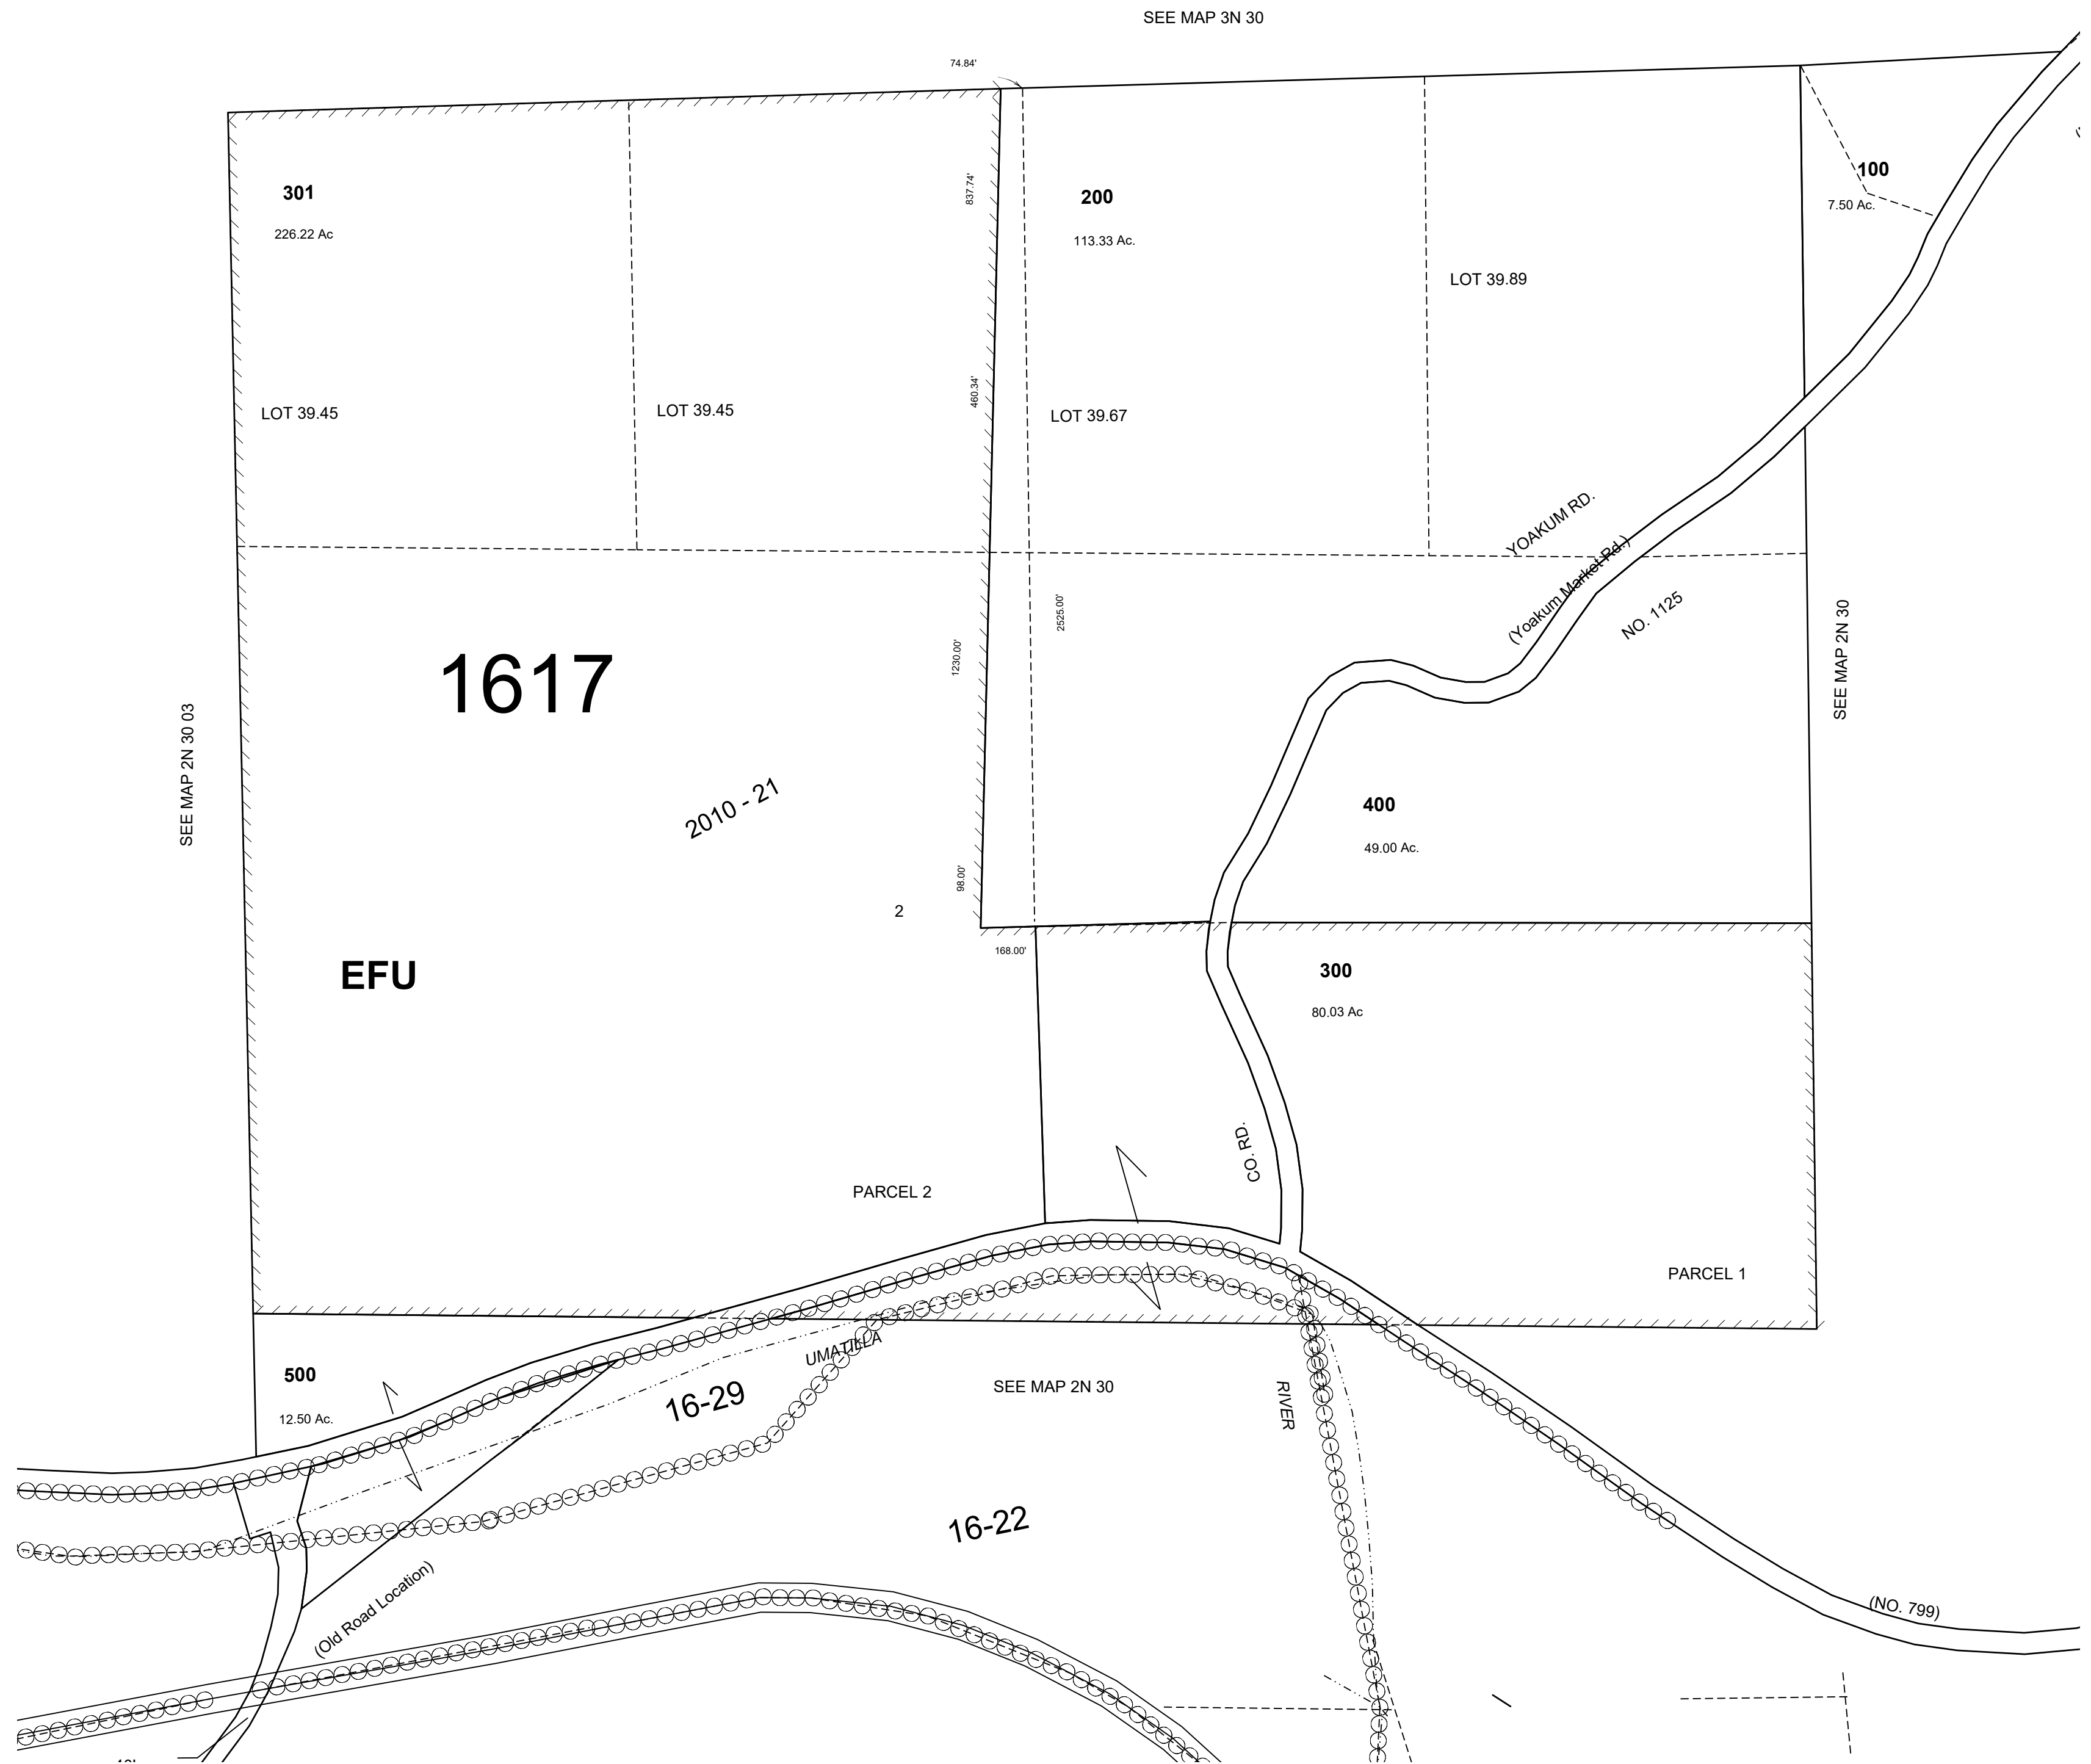 SEE MAP 3N 30
74.84'
301
226.22 Ac
837.74'
200
113.33 Ac.
100
7.50 Ac.
LOT 39.89
LOT 39.45
LOT 39.45
460.34'
LOT 39.67
YOAKUM RD.
(Yoakum Market Rd.)
NO. 1125
2525.00'
1230.00'
SEE MAP 2N 30
1617
SEE MAP 2N 30 03
2010 - 21
400
49.00 Ac.
98.00'
2
168.00'
EFU
300
80.03 Ac
CO. RD.
PARCEL 2
PARCEL 1
UMATILLA
500
12.50 Ac.
16-29
SEE MAP 2N 30
RIVER
16-22
(Old Road Location)
(NO. 799)